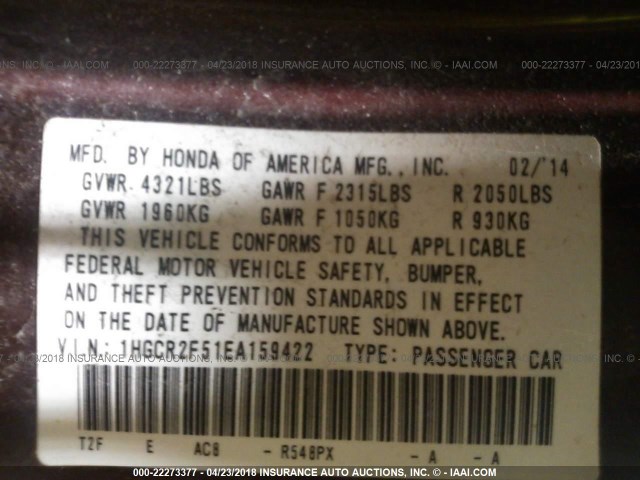 000-22273377 - 04/23/2018 INSURANCE AUTO AUCTIONS, INC. © - IAAI.COM
MFD. BY HONDA OF AMERICA MFG., INC. 02/'14
GVWR 4321LBS GAWR F 2315LBS R 2050LBS
GVWR 1960KG GAWR F 1050KG R 930KG
THIS VEHICLE CONFORMS TO ALL APPLICABLE
FEDERAL MOTOR VEHICLE SAFETY, BUMPER,
AND THEFT PREVENTION STANDARDS IN EFFECT
ON THE DATE OF MANUFACTURE SHOWN ABOVE.
V.I.N.: 1HGCR2F51EA159422 TYPE: PASSENGER CAR
T2F E AC8 - R548PX - A - A
000-22273377 - 04/23/2018 INSURANCE AUTO AUCTIONS, INC. © - IAAI.COM